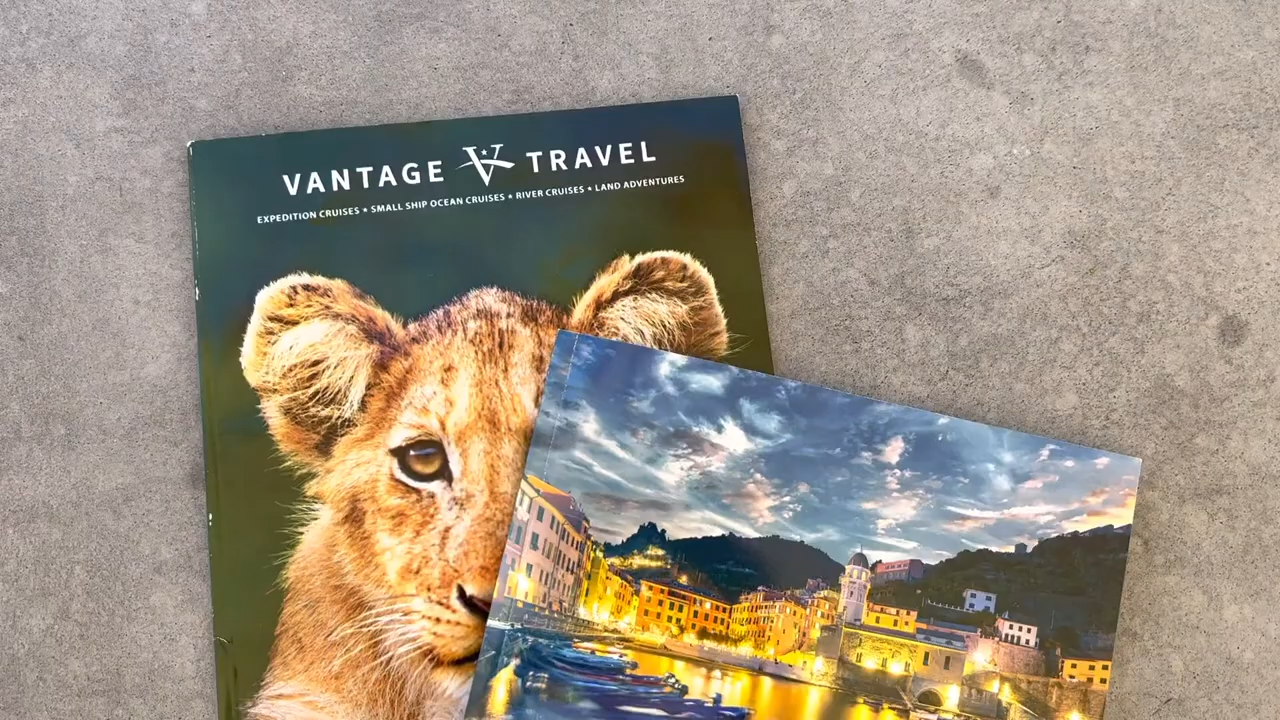 VANTAGE TRAVEL
EXPEDITION CRUISES ★ SMALL SHIP OCEAN CRUISES ★ RIVER CRUISES ★ LAND ADVENTURES